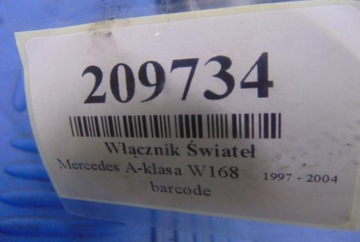 209734
Włącznik Świateł
Mercedes A-klasa W168 1997 - 2004
barcode